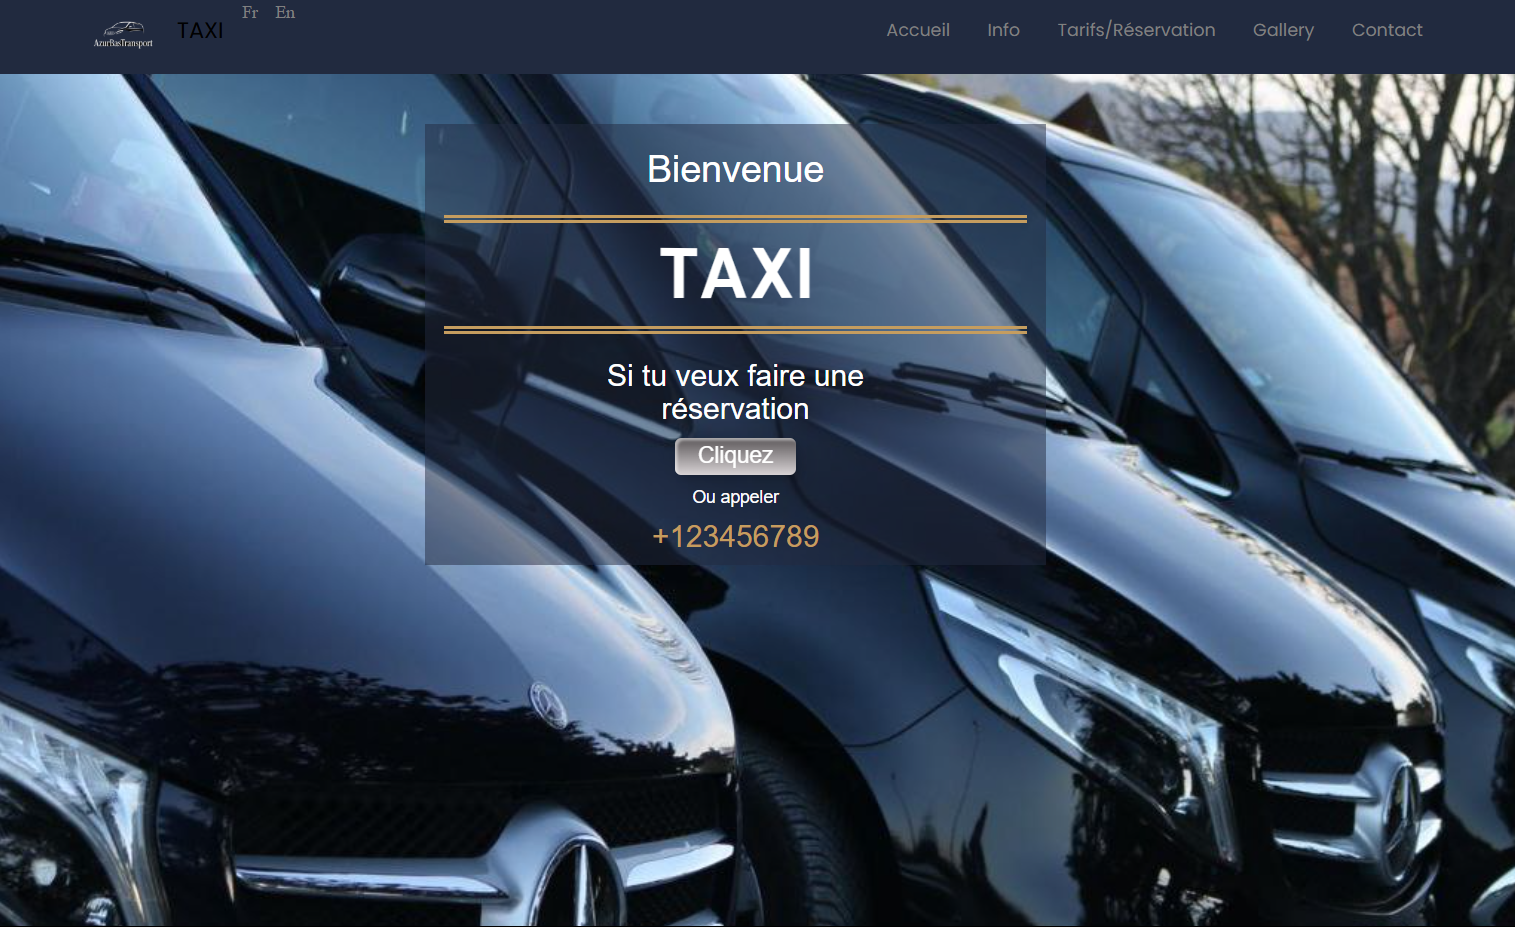 AzurBasTransport
TAXI
Fr En
Accueil Info Tarifs/Réservation Gallery Contact
Bienvenue
TAXI
Si tu veux faire une
réservation
Cliquez
Ou appeler
+123456789